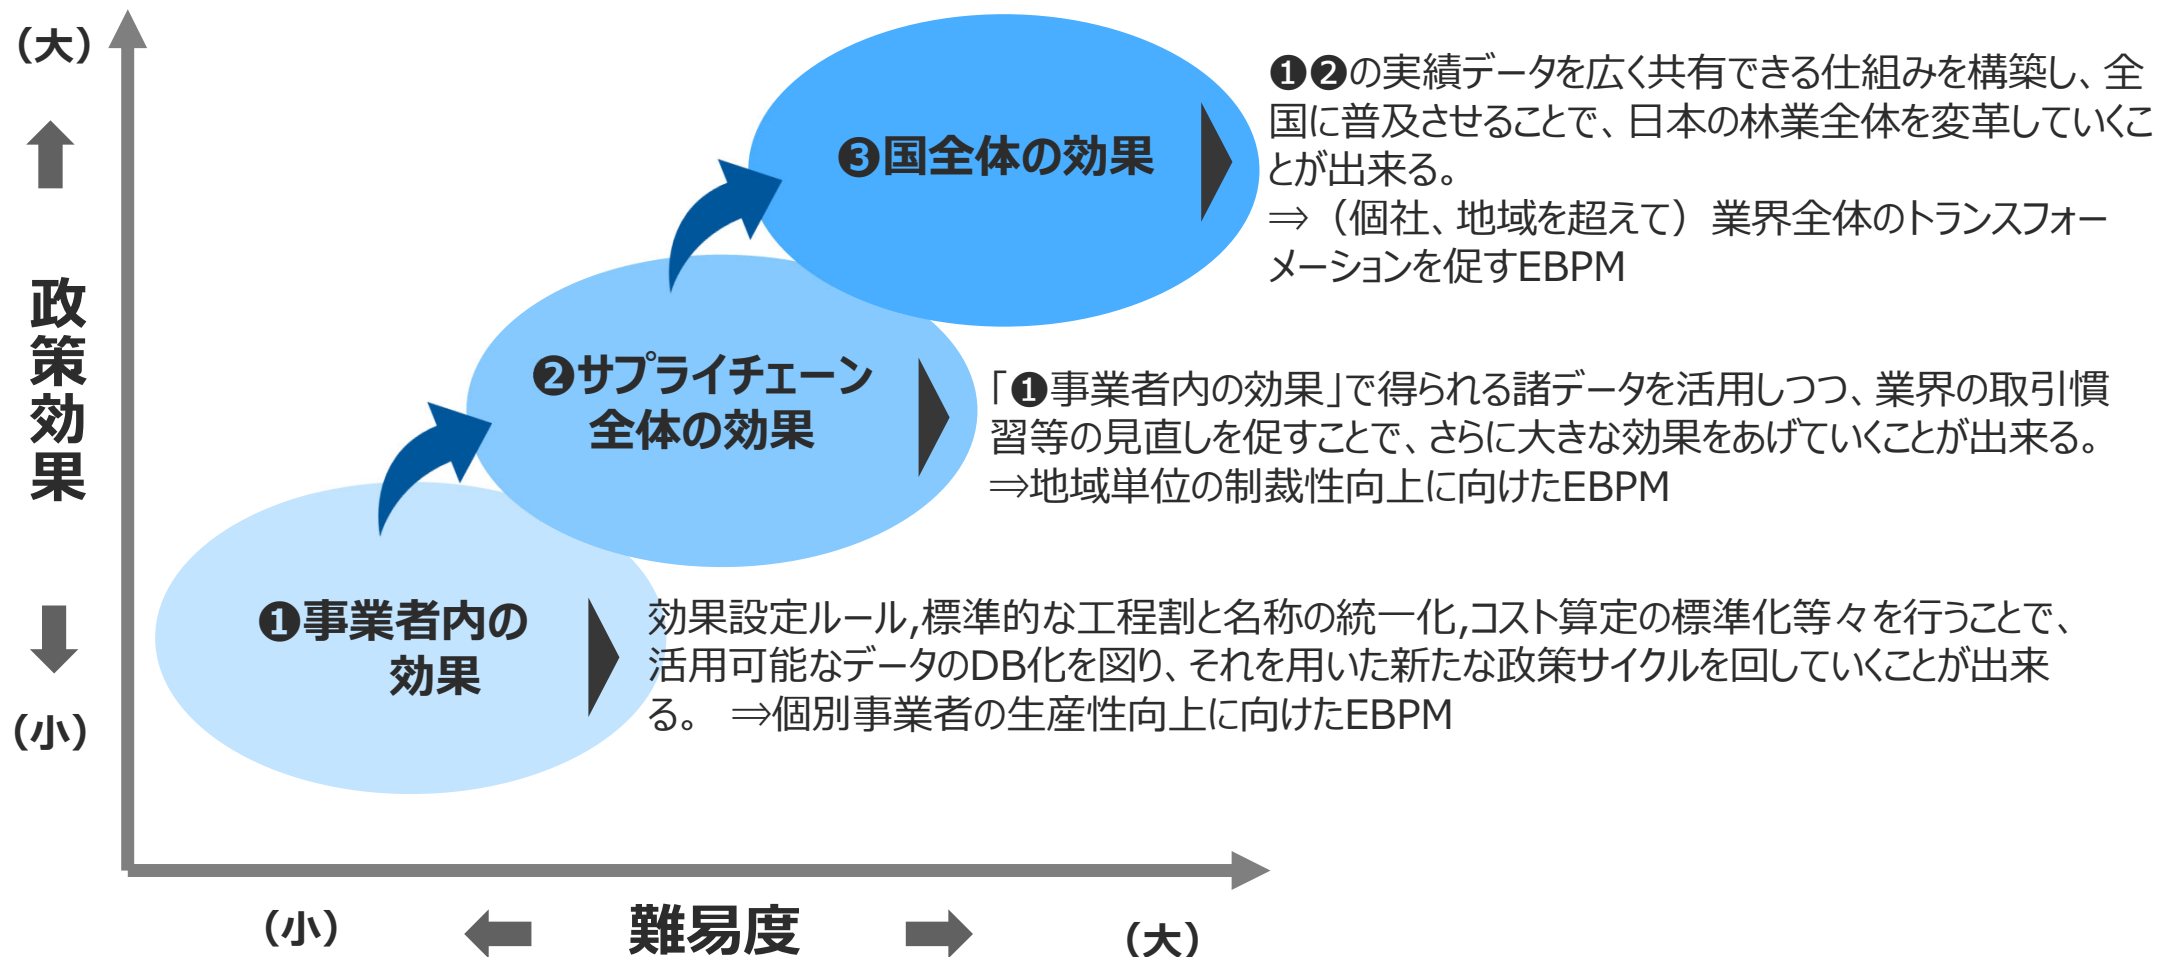 （大）
政策効果
（小）
❸国全体の効果
❶❷の実績データを広く共有できる仕組みを構築し、全
国に普及させることで、日本の林業全体を変革していくこ
とが出来る。
⇒（個社、地域を超えて）業界全体のトランスフォー
メーションを促すEBPM
❷サプライチェーン
全体の効果
「❶事業者内の効果」で得られる諸データを活用しつつ、業界の取引慣
習等の見直しを促すことで、さらに大きな効果をあげていくことが出来る。
⇒地域単位の制裁性向上に向けたEBPM
❶事業者内の
効果
効果設定ルール,標準的な工程割と名称の統一化,コスト算定の標準化等々を行うことで、
活用可能なデータのDB化を図り、それを用いた新たな政策サイクルを回していくことが出来
る。 ⇒個別事業者の生産性向上に向けたEBPM
（小）
難易度
（大）